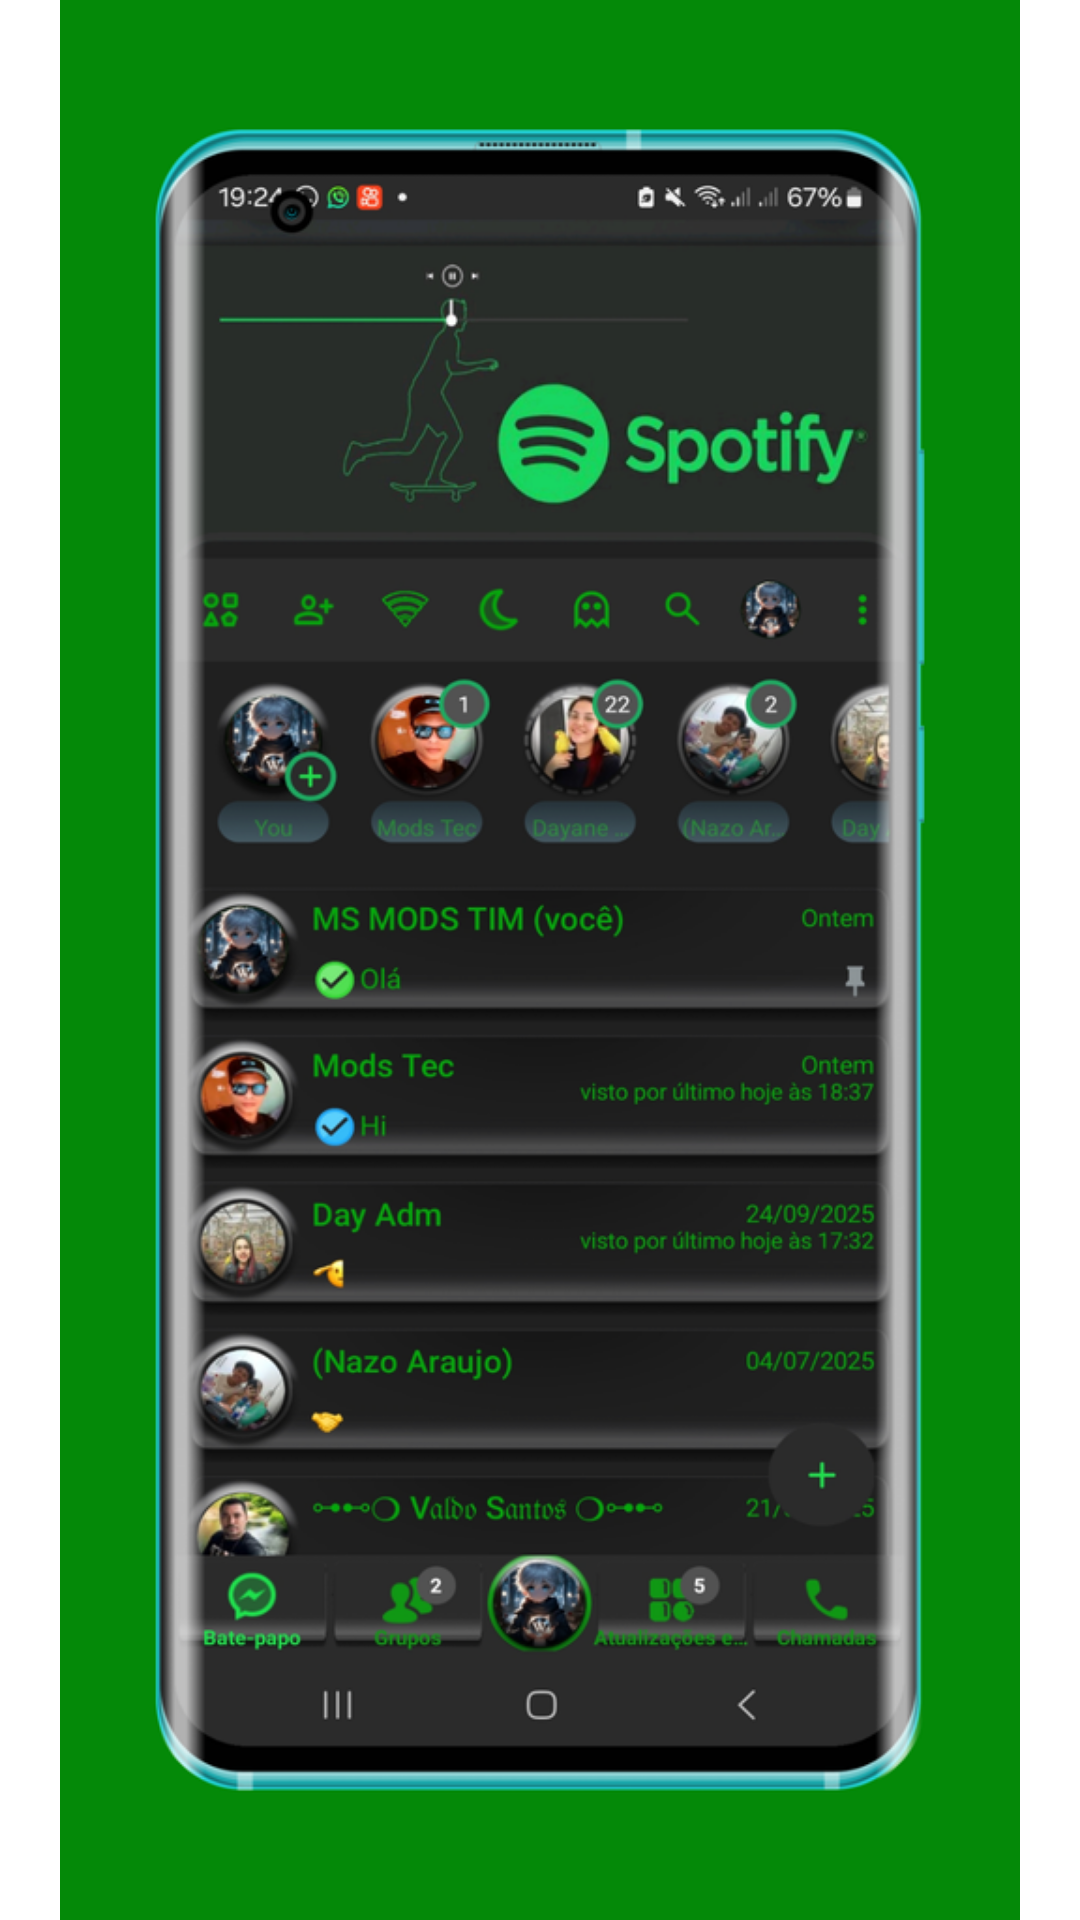 19:24
67%
Spotify
1
22
2
You
Mods Tec
Dayane ...
(Nazo Ar...
Day
MS MODS TIM (você)
Ontem
Olá
Mods Tec
Ontem
visto por último hoje às 18:37
Hi
Day Adm
24/09/2025
visto por último hoje às 17:32
(Nazo Araujo)
04/07/2025
Valdo Santos
2
5
Bate-papo
Grupos
Atualizações e...
Chamadas